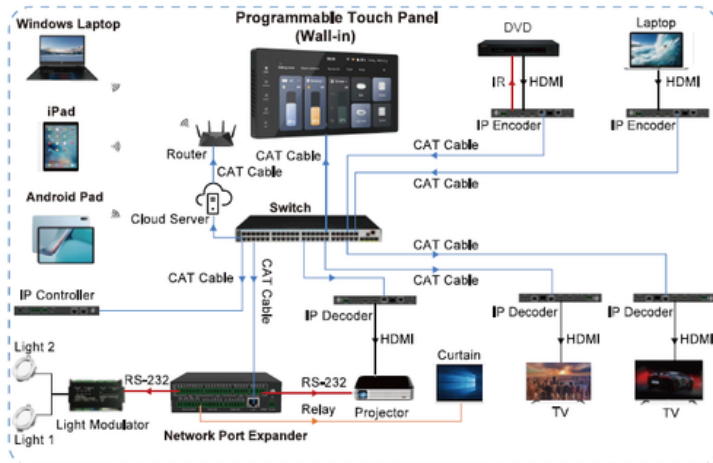 Windows Laptop
Programmable Touch Panel
(Wall-in)
DVD
Laptop
IR
HDMI
HDMI
iPad
IP Encoder
IP Encoder
Router
CAT Cable
CAT Cable
CAT Cable
CAT Cable
Android Pad
Cloud Server
Switch
CAT Cable
CAT Cable
CAT Cable
CAT Cable
IP Controller
IP Decoder
IP Decoder
IP Decoder
HDMI
HDMI
HDMI
Light 2
RS-232
RS-232
Curtain
Light 1
Light Modulator
Relay
Projector
TV
TV
Network Port Expander